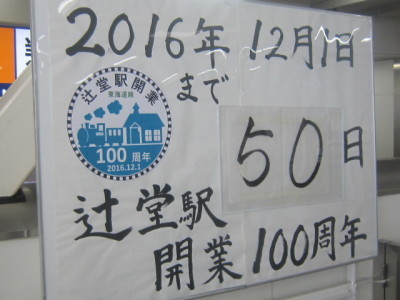 2016年 12月1日
まで
50日
辻堂駅
開業100周年
辻堂駅開業
東海道線
100周年
2016.12.1